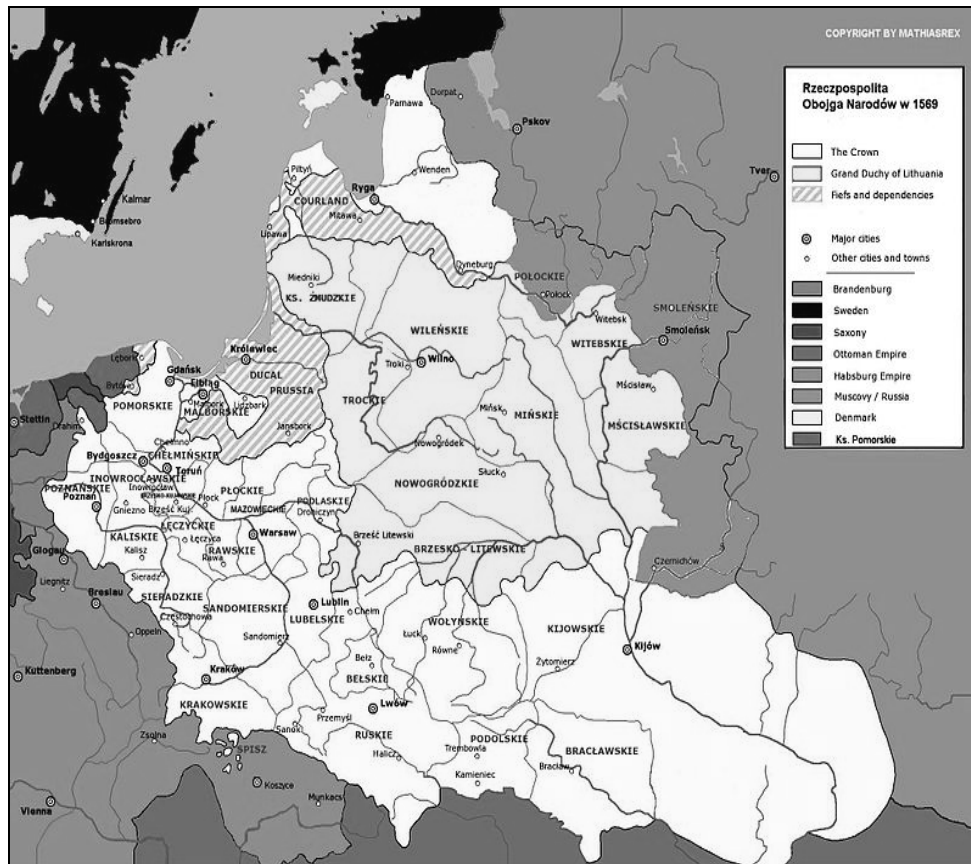 COPYRIGHT BY MATHIASREX
Rzeczpospolita
Obojga Narodów w 1569
The Crown
Grand Duchy of Lithuania
Fiefs and dependencies
Major cities
Other cities and towns
Brandenburg
Sweden
Saxony
Ottoman Empire
Habsburg Empire
Muscovy / Russia
Denmark
Ks. Pomorskie
Parnawa
Dorpat
Pskov
Tver
Piltyń
Wenden
Ryga
COURLAND
Mitawa
Kalmar
Karlskrona
Lipawa
Dyneburg
Miedniki
KS. ŻMUDZKIE
POŁOCKIE
Połock
SMOLEŃSKIE
Witebsk
Smoleńsk
WILEŃSKIE
WITEBSKIE
Królewiec
Troki
Wilno
DUCAL
PRUSSIA
Lębork
Gdańsk
Elbląg
Bytów
Malbork
Lidzbark
POMORSKIE
MALBORSKIE
TROCKIE
Mińsk
MIŃSKIE
Mścisław
MŚCISŁAWSKIE
Stettin
Drahim
Jansbork
Chełmno
Nowogródek
Bydgoszcz
CHEŁMIŃSKIE
Toruń
Słuck
INOWROCŁAWSKIE
Inowrocław
POZNAŃSKIE
Poznań
PŁOCKIE
Płock
NOWOGRÓDZKIE
PODLASKIE
Drohiczyn
Gniezno
Brześć Kuj.
MAZOWIECKIE
ŁĘCZYCKIE
Łęczyca
Warsaw
KALISKIE
Kalisz
RAWSKIE
Rawa
Brześć Litewski
BRZESKO - LITEWSKIE
Glogau
Liegnitz
Sieradz
SIERADZKIE
Czernichów
Breslau
SANDOMIERSKIE
Lublin
LUBELSKIE
Chełm
WOŁYŃSKIE
KIJOWSKIE
Częstochowa
Oppeln
Sandomierz
Łuck
Równe
Kijów
Bełz
BEŁSKIE
Żytomierz
Kuttenberg
Kraków
KRAKOWSKIE
Lwów
Przemyśl
Sanok
RUSKIE
Halicz
Trembowla
PODOLSKIE
BRACŁAWSKIE
Bracław
Kamieniec
Zsolna
SPISZ
Koszyce
Munkacs
Vienna